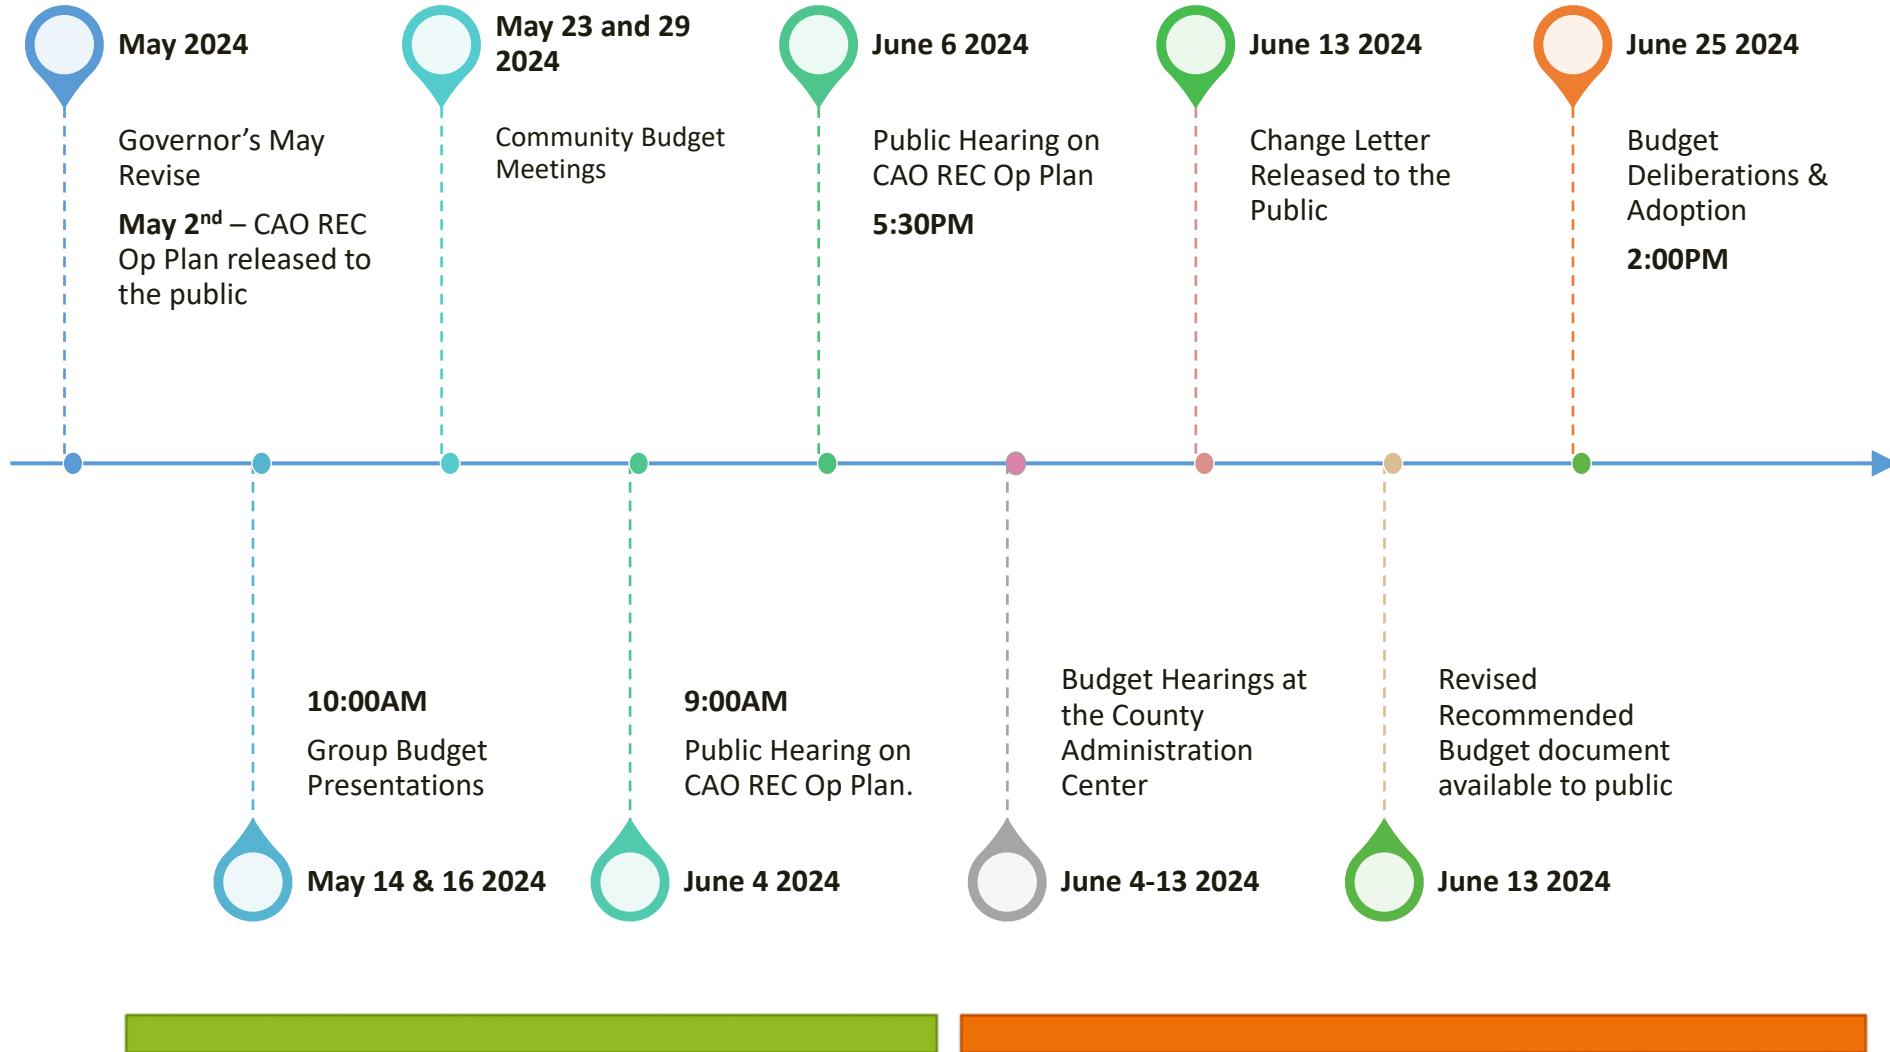 May 2024
Governor’s May
Revise
May 2nd – CAO REC
Op Plan released to
the public
May 23 and 29
2024
Community Budget
Meetings
June 6 2024
Public Hearing on
CAO REC Op Plan
5:30PM
June 13 2024
Change Letter
Released to the
Public
June 25 2024
Budget
Deliberations &
Adoption
2:00PM
10:00AM
Group Budget
Presentations
May 14 & 16 2024
9:00AM
Public Hearing on
CAO REC Op Plan.
June 4 2024
Budget Hearings at
the County
Administration
Center
June 4-13 2024
Revised
Recommended
Budget document
available to public
June 13 2024